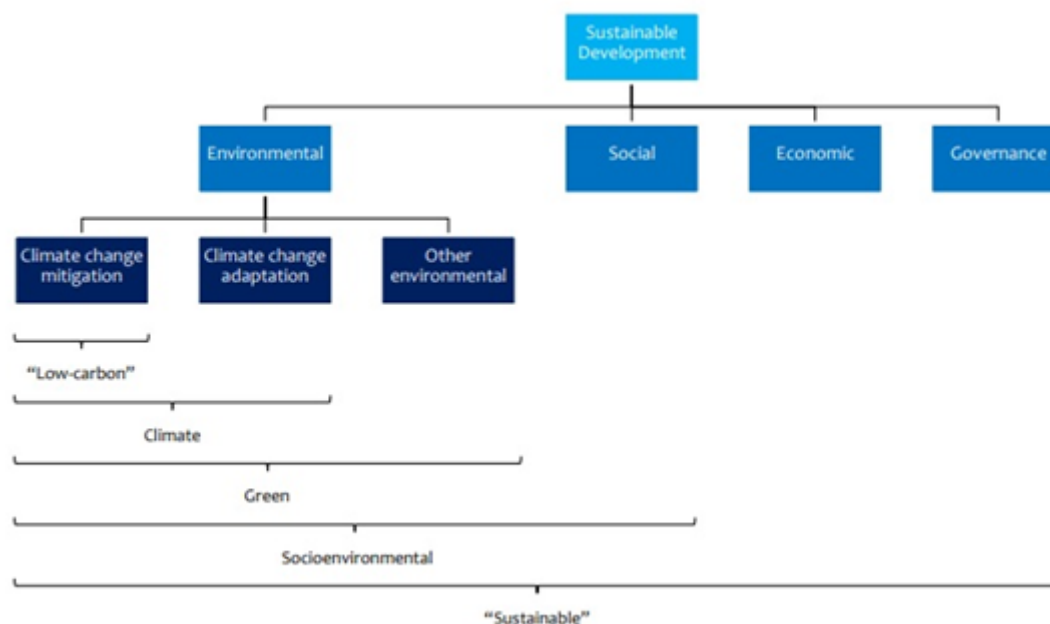 Sustainable
Development
Environmental
Social
Economic
Governance
Climate change
mitigation
Climate change
adaptation
Other
environmental
“Low-carbon”
Climate
Green
Socioenvironmental
“Sustainable”